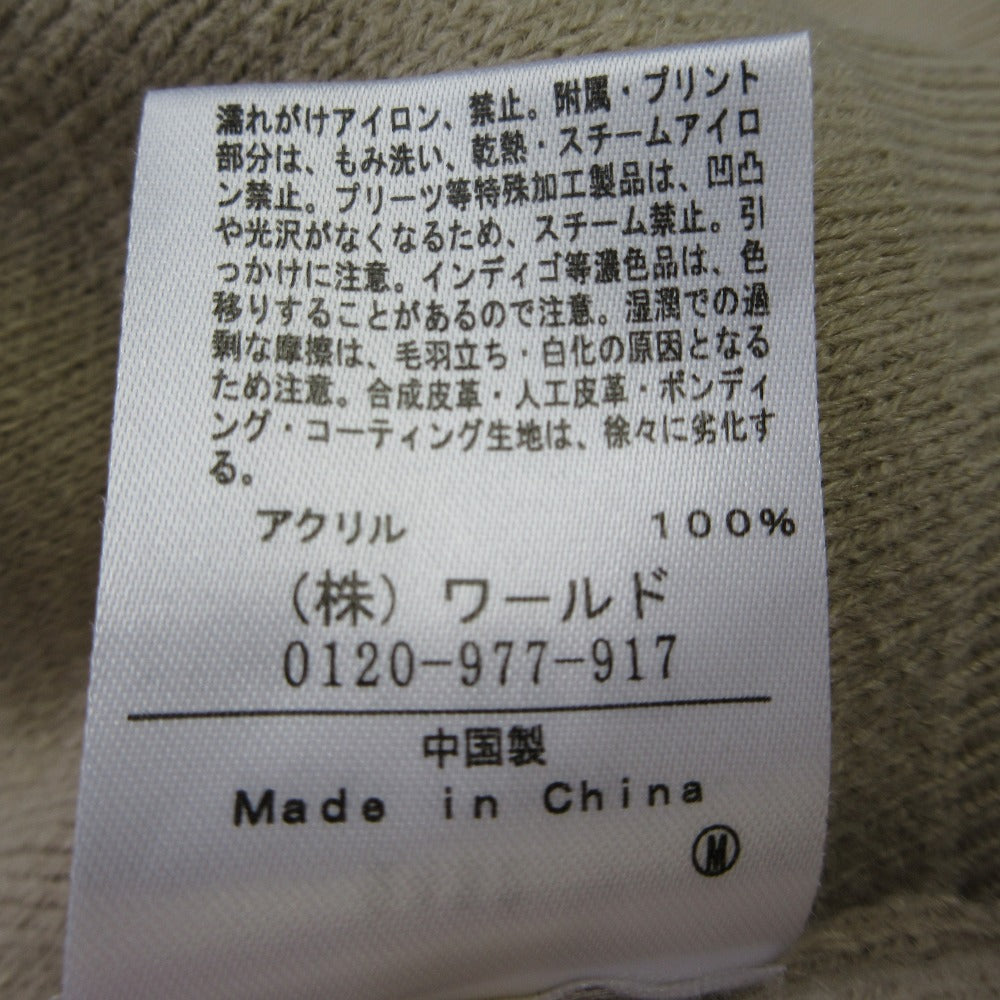 濡れがけアイロン、禁止。附属・プリント
部分は、もみ洗い、乾熱・スチームアイロ
ン禁止。プリーツ等特殊加工製品は、凹凸
や光沢がなくなるため、スチーム禁止。引
っかけに注意。インディゴ等濃色品は、色
移りすることがあるので注意。湿潤での過
剰な摩擦は、毛羽立ち・白化の原因となる
ため注意。合成皮革・人工皮革・ボンディ
ング・コーティング生地は、徐々に劣化す
る。
アクリル 100%
(株)ワールド
0120-977-917
中国製
Made in China
M